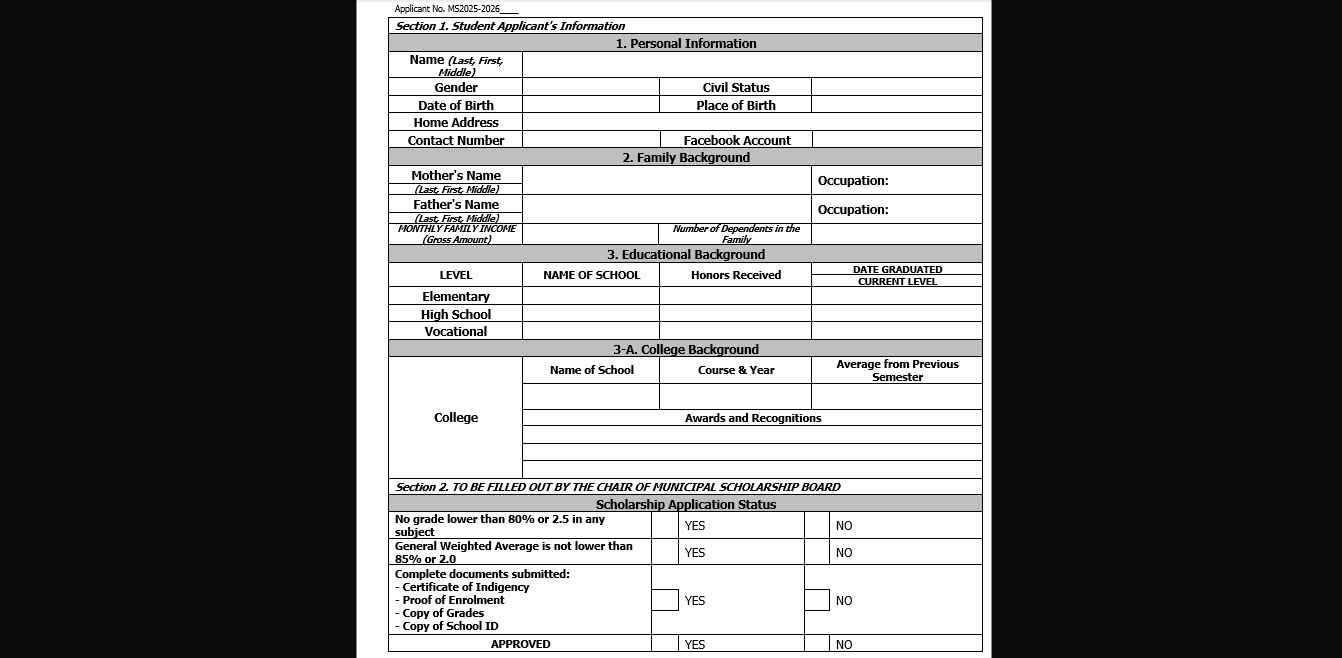 Applicant No. MS2025-2026____
Section 1. Student Applicant's Information
1. Personal Information
Name (Last, First,
Middle)
Gender Civil Status
Date of Birth Place of Birth
Home Address
Contact Number Facebook Account
2. Family Background
Mother's Name
(Last, First, Middle)
Occupation:
Father's Name
(Last, First, Middle)
Occupation:
MONTHLY FAMILY INCOME
(Gross Amount)
Number of Dependents in the
Family
3. Educational Background
LEVEL NAME OF SCHOOL Honors Received
DATE GRADUATED
CURRENT LEVEL
Elementary
High School
Vocational
3-A. College Background
College
Name of School Course & Year
Average from Previous
Semester
Awards and Recognitions
Section 2. TO BE FILLED OUT BY THE CHAIR OF MUNICIPAL SCHOLARSHIP BOARD
Scholarship Application Status
No grade lower than 80% or 2.5 in any
subject
YES NO
General Weighted Average is not lower than
85% or 2.0
YES NO
Complete documents submitted:
- Certificate of Indigency
- Proof of Enrolment
- Copy of Grades
- Copy of School ID
YES NO
APPROVED YES NO